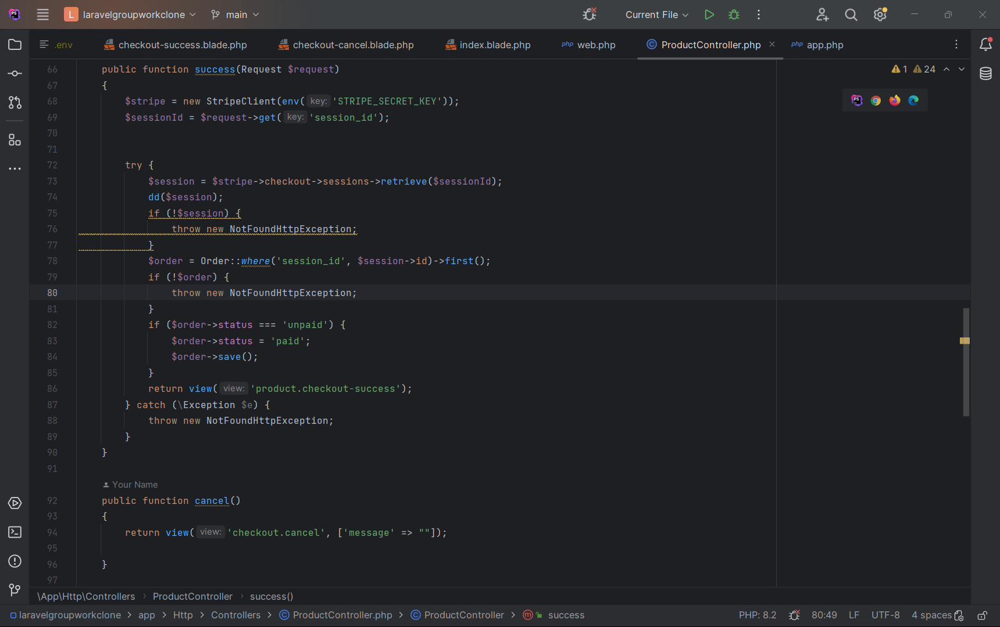 PS L laravelgroupworkclone main Current File
.env checkout-success.blade.php checkout-cancel.blade.php index.blade.php php web.php C ProductController.php php app.php
66 public function success(Request $request) 1 24
67 {
68 $stripe = new StripeClient(env( key: 'STRIPE_SECRET_KEY'));
69 $sessionId = $request->get( key: 'session_id');
70
71
72 try {
73 $session = $stripe->checkout->sessions->retrieve($sessionId);
74 dd($session);
75 if (!$session) {
76 throw new NotFoundHttpException;
77 }
78 $order = Order::where('session_id', $session->id)->first();
79 if (!$order) {
80 throw new NotFoundHttpException;
81 }
82 if ($order->status === 'unpaid') {
83 $order->status = 'paid';
84 $order->save();
85 }
86 return view( view: 'product.checkout-success');
87 } catch (\Exception $e) {
88 throw new NotFoundHttpException;
89 }
90 }
91
Your Name
92 public function cancel()
93 {
94 return view( view: 'checkout.cancel', ['message' => ""]);
95
96 }
97
\App\Http\Controllers › ProductController › success()
laravelgroupworkclone > app > Http > Controllers > C ProductController.php > C ProductController > m success PHP: 8.2 80:49 LF UTF-8 4 spaces